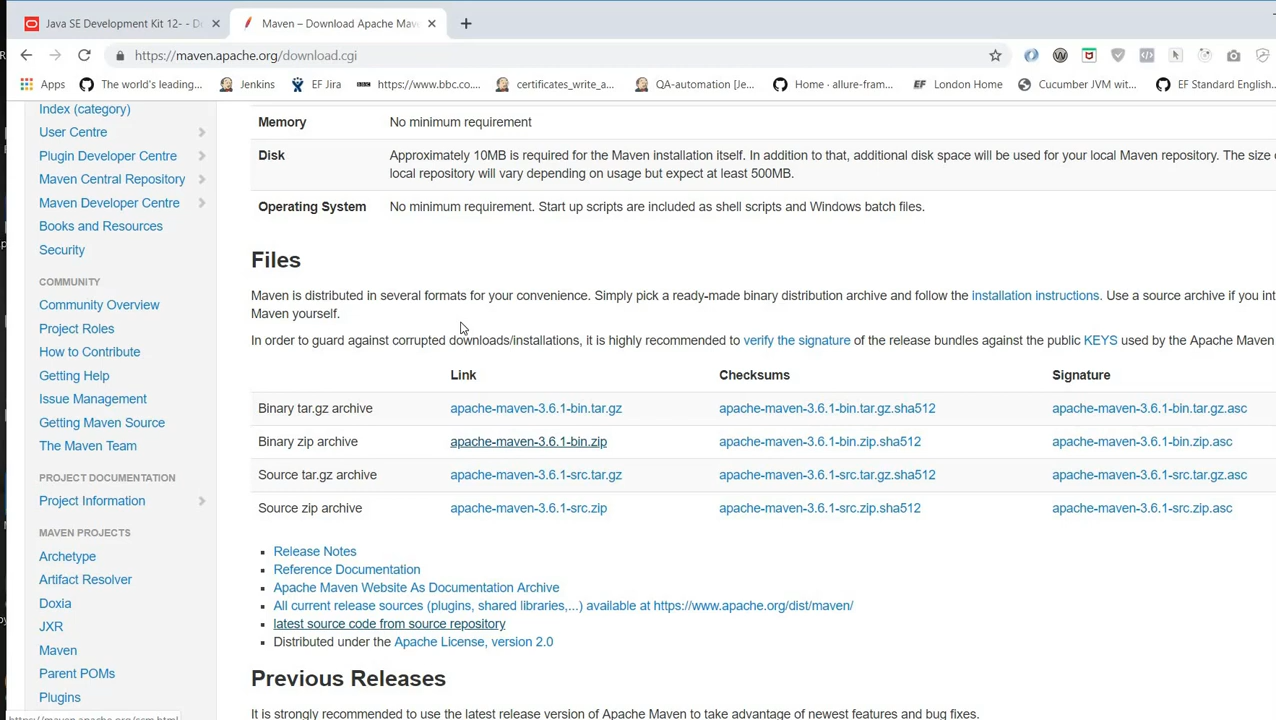 Java SE Development Kit 12- - D
Maven – Download Apache Mav
https://maven.apache.org/download.cgi
Apps
The world's leading...
Jenkins
EF Jira
https://www.bbc.co....
certificates_write_a...
QA-automation [Je...
Home · allure-fram...
London Home
Cucumber JVM wit...
EF Standard English.
Index (category)
User Centre
Plugin Developer Centre
Maven Central Repository
Maven Developer Centre
Books and Resources
Security
COMMUNITY
Community Overview
Project Roles
How to Contribute
Getting Help
Issue Management
Getting Maven Source
The Maven Team
PROJECT DOCUMENTATION
Project Information
MAVEN PROJECTS
Archetype
Artifact Resolver
Doxia
JXR
Maven
Parent POMs
Plugins
https://maven.apache.org/scm.html
Memory No minimum requirement
Disk Approximately 10MB is required for the Maven installation itself. In addition to that, additional disk space will be used for your local Maven repository. The size
local repository will vary depending on usage but expect at least 500MB.
Operating System No minimum requirement. Start up scripts are included as shell scripts and Windows batch files.
Files
Maven is distributed in several formats for your convenience. Simply pick a ready-made binary distribution archive and follow the installation instructions. Use a source archive if you int
Maven yourself.
In order to guard against corrupted downloads/installations, it is highly recommended to verify the signature of the release bundles against the public KEYS used by the Apache Maven
Link Checksums Signature
Binary tar.gz archive apache-maven-3.6.1-bin.tar.gz apache-maven-3.6.1-bin.tar.gz.sha512 apache-maven-3.6.1-bin.tar.gz.asc
Binary zip archive apache-maven-3.6.1-bin.zip apache-maven-3.6.1-bin.zip.sha512 apache-maven-3.6.1-bin.zip.asc
Source tar.gz archive apache-maven-3.6.1-src.tar.gz apache-maven-3.6.1-src.tar.gz.sha512 apache-maven-3.6.1-src.tar.gz.asc
Source zip archive apache-maven-3.6.1-src.zip apache-maven-3.6.1-src.zip.sha512 apache-maven-3.6.1-src.zip.asc
Release Notes
Reference Documentation
Apache Maven Website As Documentation Archive
All current release sources (plugins, shared libraries,...) available at https://www.apache.org/dist/maven/
latest source code from source repository
Distributed under the Apache License, version 2.0
Previous Releases
It is strongly recommended to use the latest release version of Apache Maven to take advantage of newest features and bug fixes.